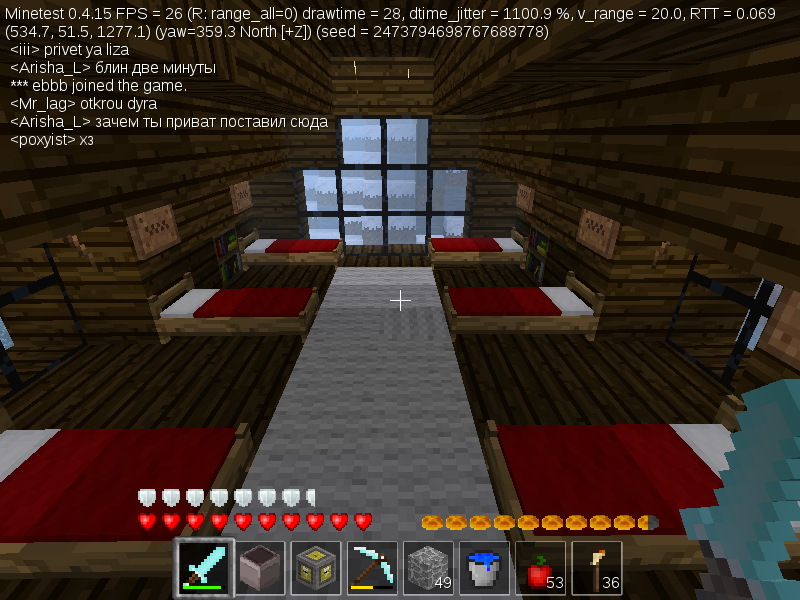 Minetest 0.4.15 FPS = 26 (R: range_all=0) drawtime = 28, dtime_jitter = 1100.9 %, v_range = 20.0, RTT = 0.069
(534.7, 51.5, 1277.1) (yaw=359.3 North [+Z]) (seed = 2473794698767688778)
<iii> privet ya liza
<Arisha_L> блин две минуты
*** ebbb joined the game.
<Mr_lag> otkrou dyra
<Arisha_L> зачем ты приват поставил сюда
<poxyist> хз
49 53 36